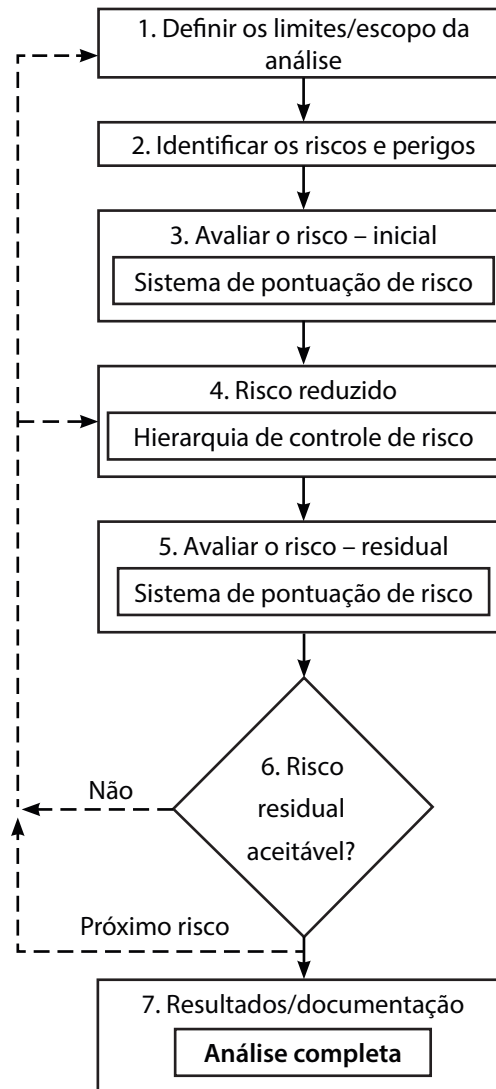 1. Definir os limites/escopo da
análise
2. Identificar os riscos e perigos
3. Avaliar o risco – inicial
Sistema de pontuação de risco
4. Risco reduzido
Hierarquia de controle de risco
5. Avaliar o risco – residual
Sistema de pontuação de risco
6. Risco
residual
aceitável?
Não
Próximo risco
7. Resultados/documentação
Análise completa